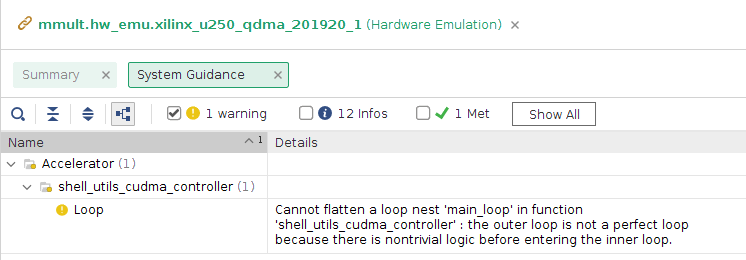 mmult.hw_emu.xilinx_u250_qdma_201920_1 (Hardware Emulation) ×
Summary × System Guidance ×
1 warning 12 Infos 1 Met Show All
Name 1 Details
Accelerator (1)
shell_utils_cudma_controller (1)
Loop Cannot flatten a loop nest 'main_loop' in function
'shell_utils_cudma_controller' : the outer loop is not a perfect loop
because there is nontrivial logic before entering the inner loop.